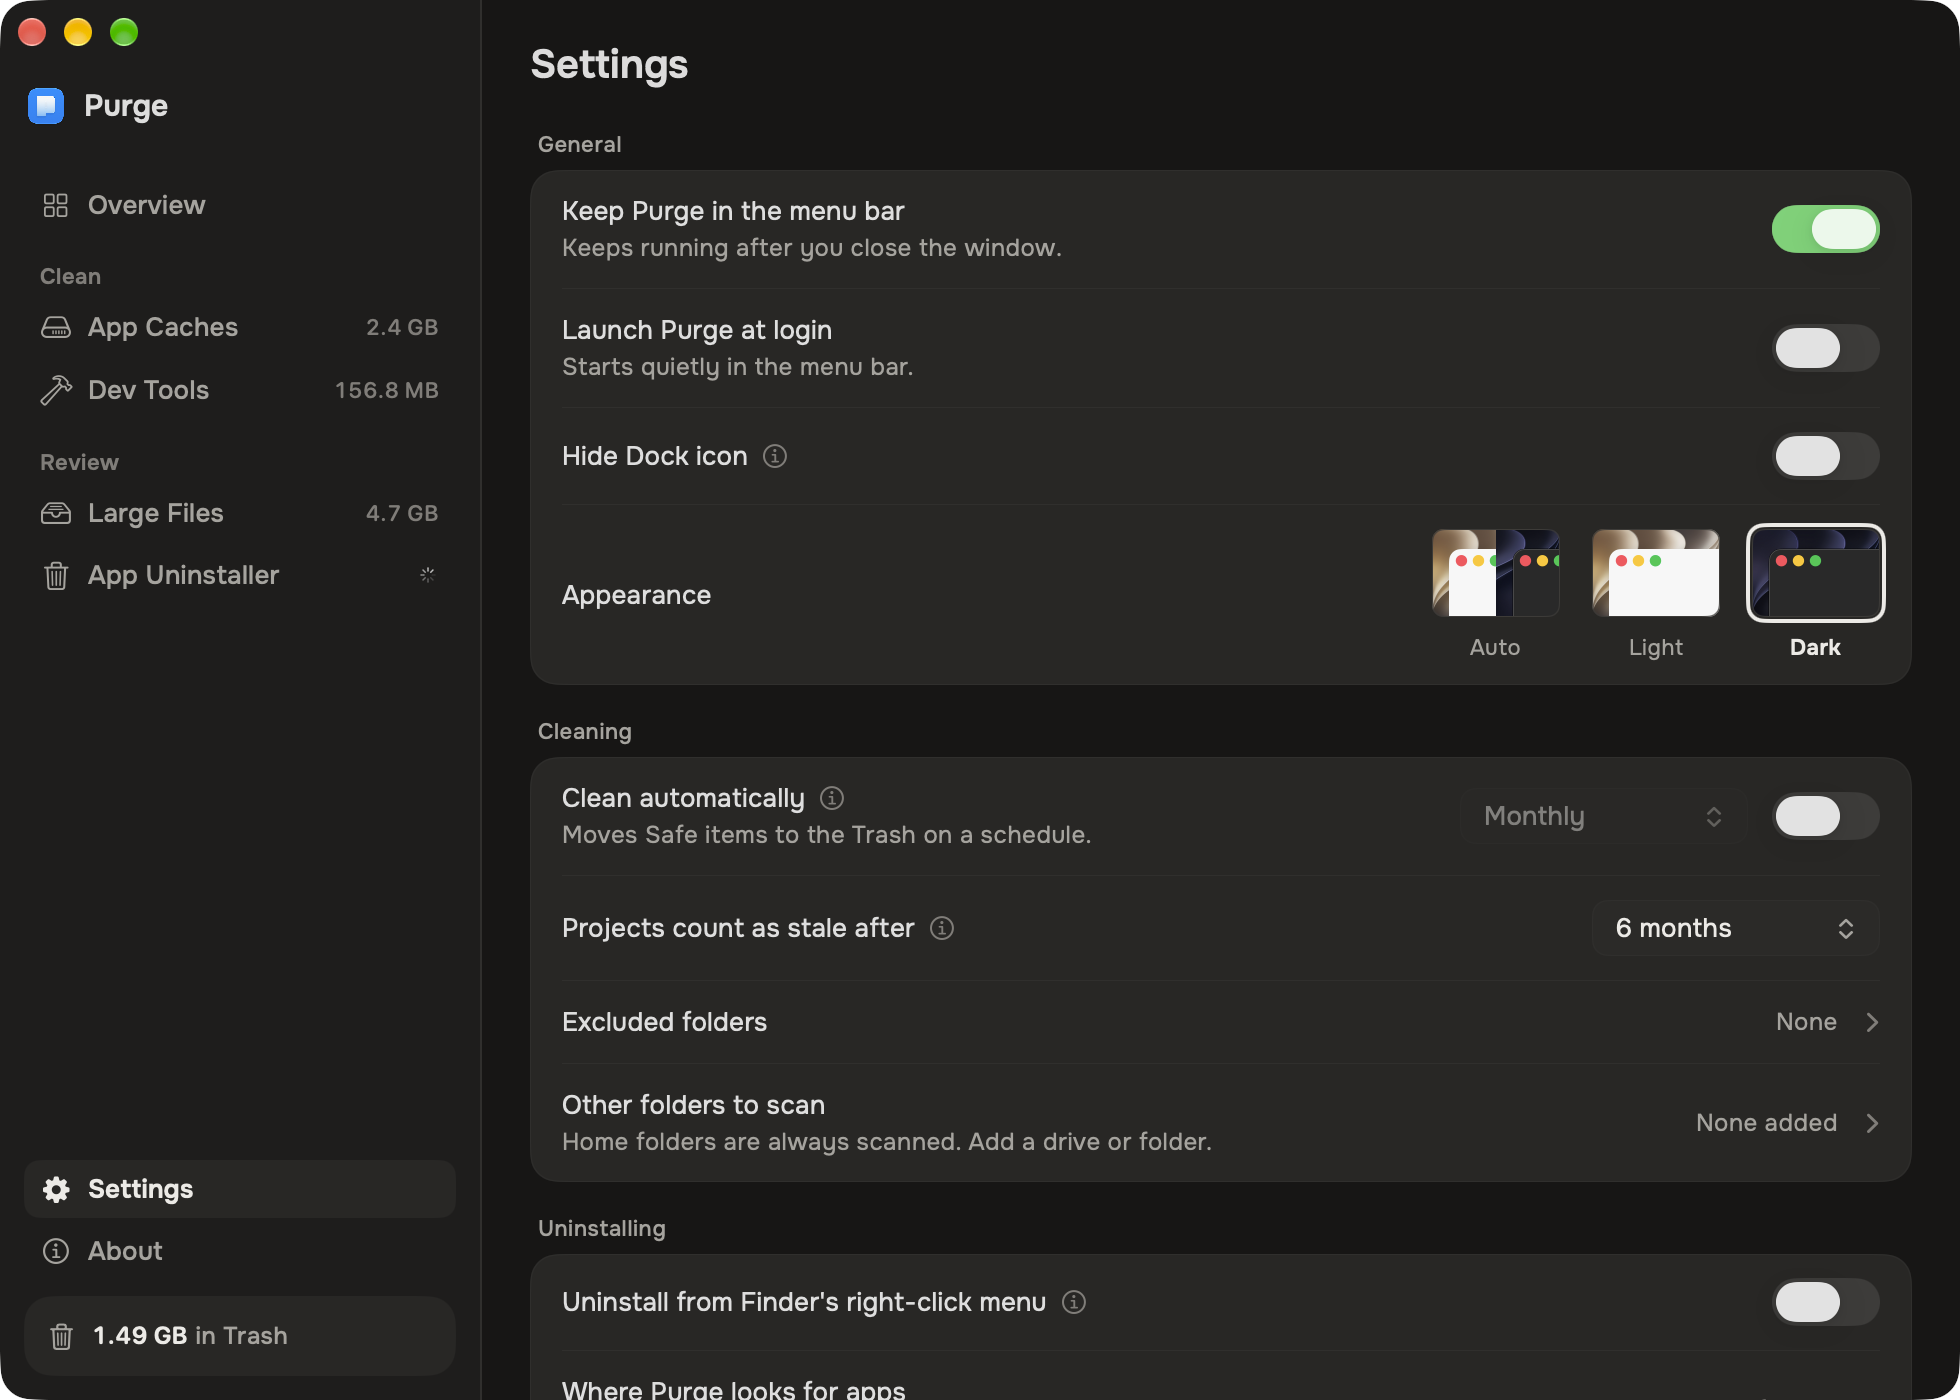 Purge
Overview
Clean
App Caches 2.4 GB
Dev Tools 156.8 MB
Review
Large Files 4.7 GB
App Uninstaller
Settings
About
1.49 GB in Trash
Settings
General
Keep Purge in the menu bar
Keeps running after you close the window.
Launch Purge at login
Starts quietly in the menu bar.
Hide Dock icon
Appearance
Auto Light Dark
Cleaning
Clean automatically
Moves Safe items to the Trash on a schedule.
Monthly
Projects count as stale after 6 months
Excluded folders None
Other folders to scan
Home folders are always scanned. Add a drive or folder.
None added
Uninstalling
Uninstall from Finder's right-click menu
Where Purge looks for apps